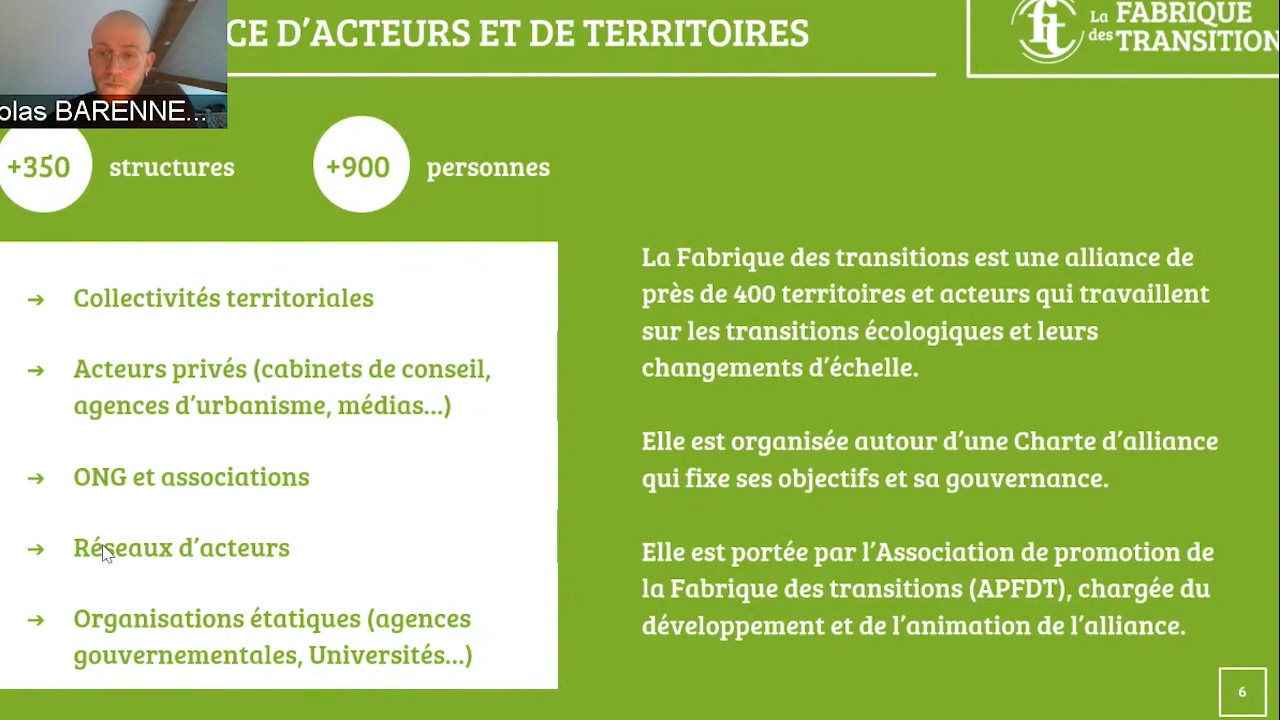 CE D’ACTEURS ET DE TERRITOIRES
La FABRIQUE
des TRANSITION
olas BARENNE...
+350 structures
+900 personnes
➔ Collectivités territoriales
➔ Acteurs privés (cabinets de conseil,
agences d’urbanisme, médias...)
➔ ONG et associations
➔ Réseaux d’acteurs
➔ Organisations étatiques (agences
gouvernementales, Universités...)
La Fabrique des transitions est une alliance de
près de 400 territoires et acteurs qui travaillent
sur les transitions écologiques et leurs
changements d’échelle.
Elle est organisée autour d’une Charte d’alliance
qui fixe ses objectifs et sa gouvernance.
Elle est portée par l’Association de promotion de
la Fabrique des transitions (APFDT), chargée du
développement et de l’animation de l’alliance.
6